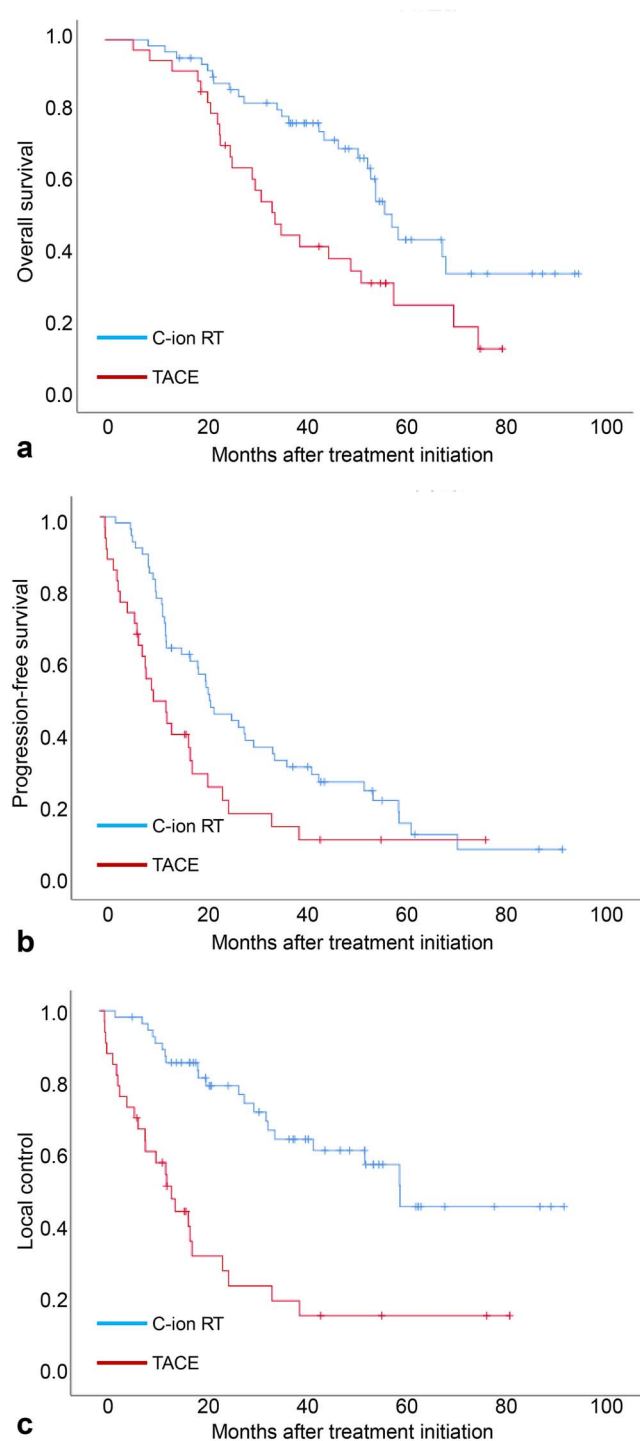 1.0
0.8
0.6
0.4
0.2
0.0
Overall survival
C-ion RT
TACE
0 20 40 60 80 100
Months after treatment initiation
a
1.0
0.8
0.6
0.4
0.2
0.0
Progression-free survival
C-ion RT
TACE
0 20 40 60 80 100
Months after treatment initiation
b
1.0
0.8
0.6
0.4
0.2
0.0
Local control
C-ion RT
TACE
0 20 40 60 80 100
Months after treatment initiation
c